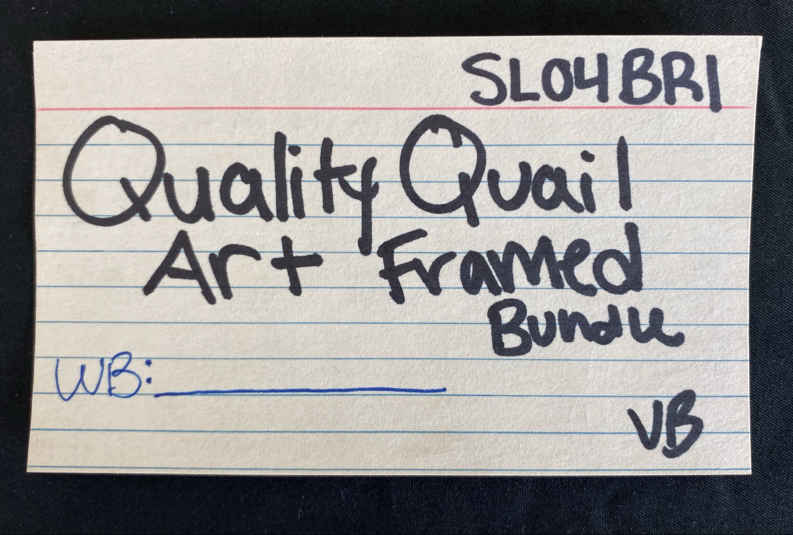 SL04BR1
Quality Quail
Art Framed
Bundle
WB:
VB